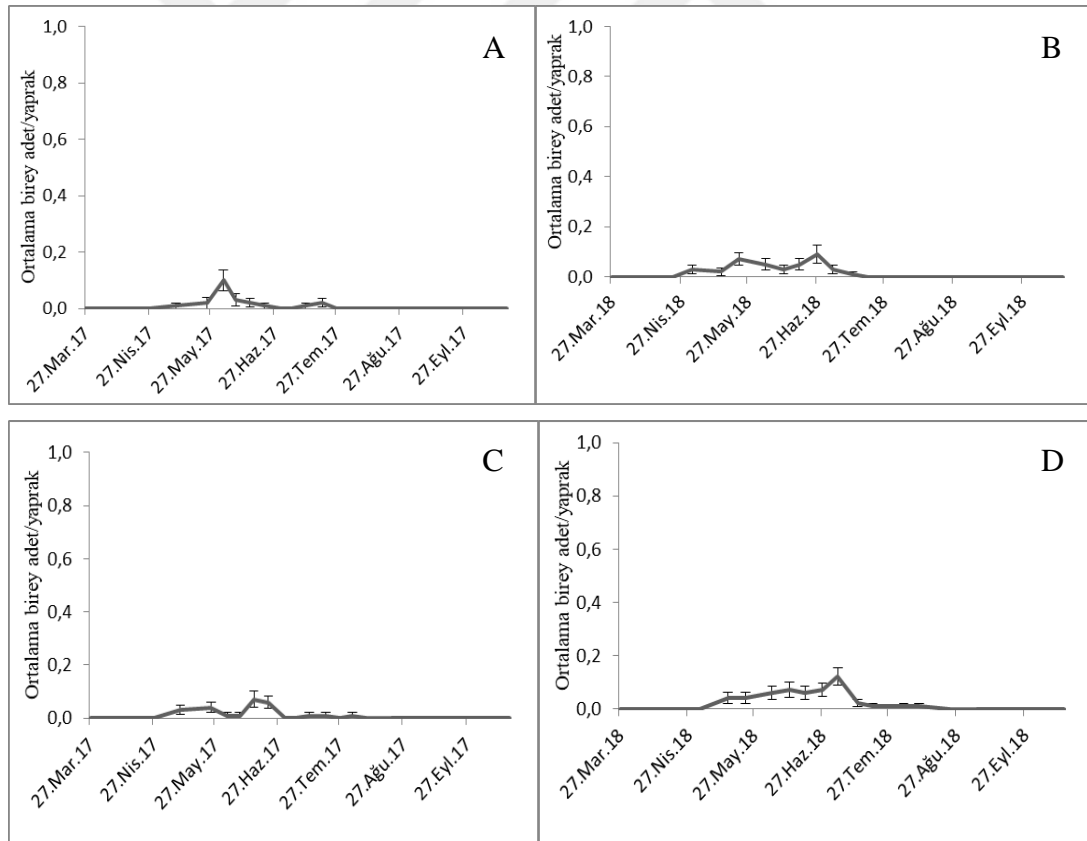 A
Ortalama birey adet/yaprak
1,0
0,8
0,6
0,4
0,2
0,0
27.Mar.17
27.Nis.17
27.May.17
27.Haz.17
27.Tem.17
27.Ağu.17
27.Eyl.17
B
Ortalama birey adet/yaprak
1,0
0,8
0,6
0,4
0,2
0,0
27.Mar.18
27.Nis.18
27.May.18
27.Haz.18
27.Tem.18
27.Ağu.18
27.Eyl.18
C
Ortalama birey adet/yaprak
1,0
0,8
0,6
0,4
0,2
0,0
27.Mar.17
27.Nis.17
27.May.17
27.Haz.17
27.Tem.17
27.Ağu.17
27.Eyl.17
D
Ortalama birey adet/yaprak
1,0
0,8
0,6
0,4
0,2
0,0
27.Mar.18
27.Nis.18
27.May.18
27.Haz.18
27.Tem.18
27.Ağu.18
27.Eyl.18